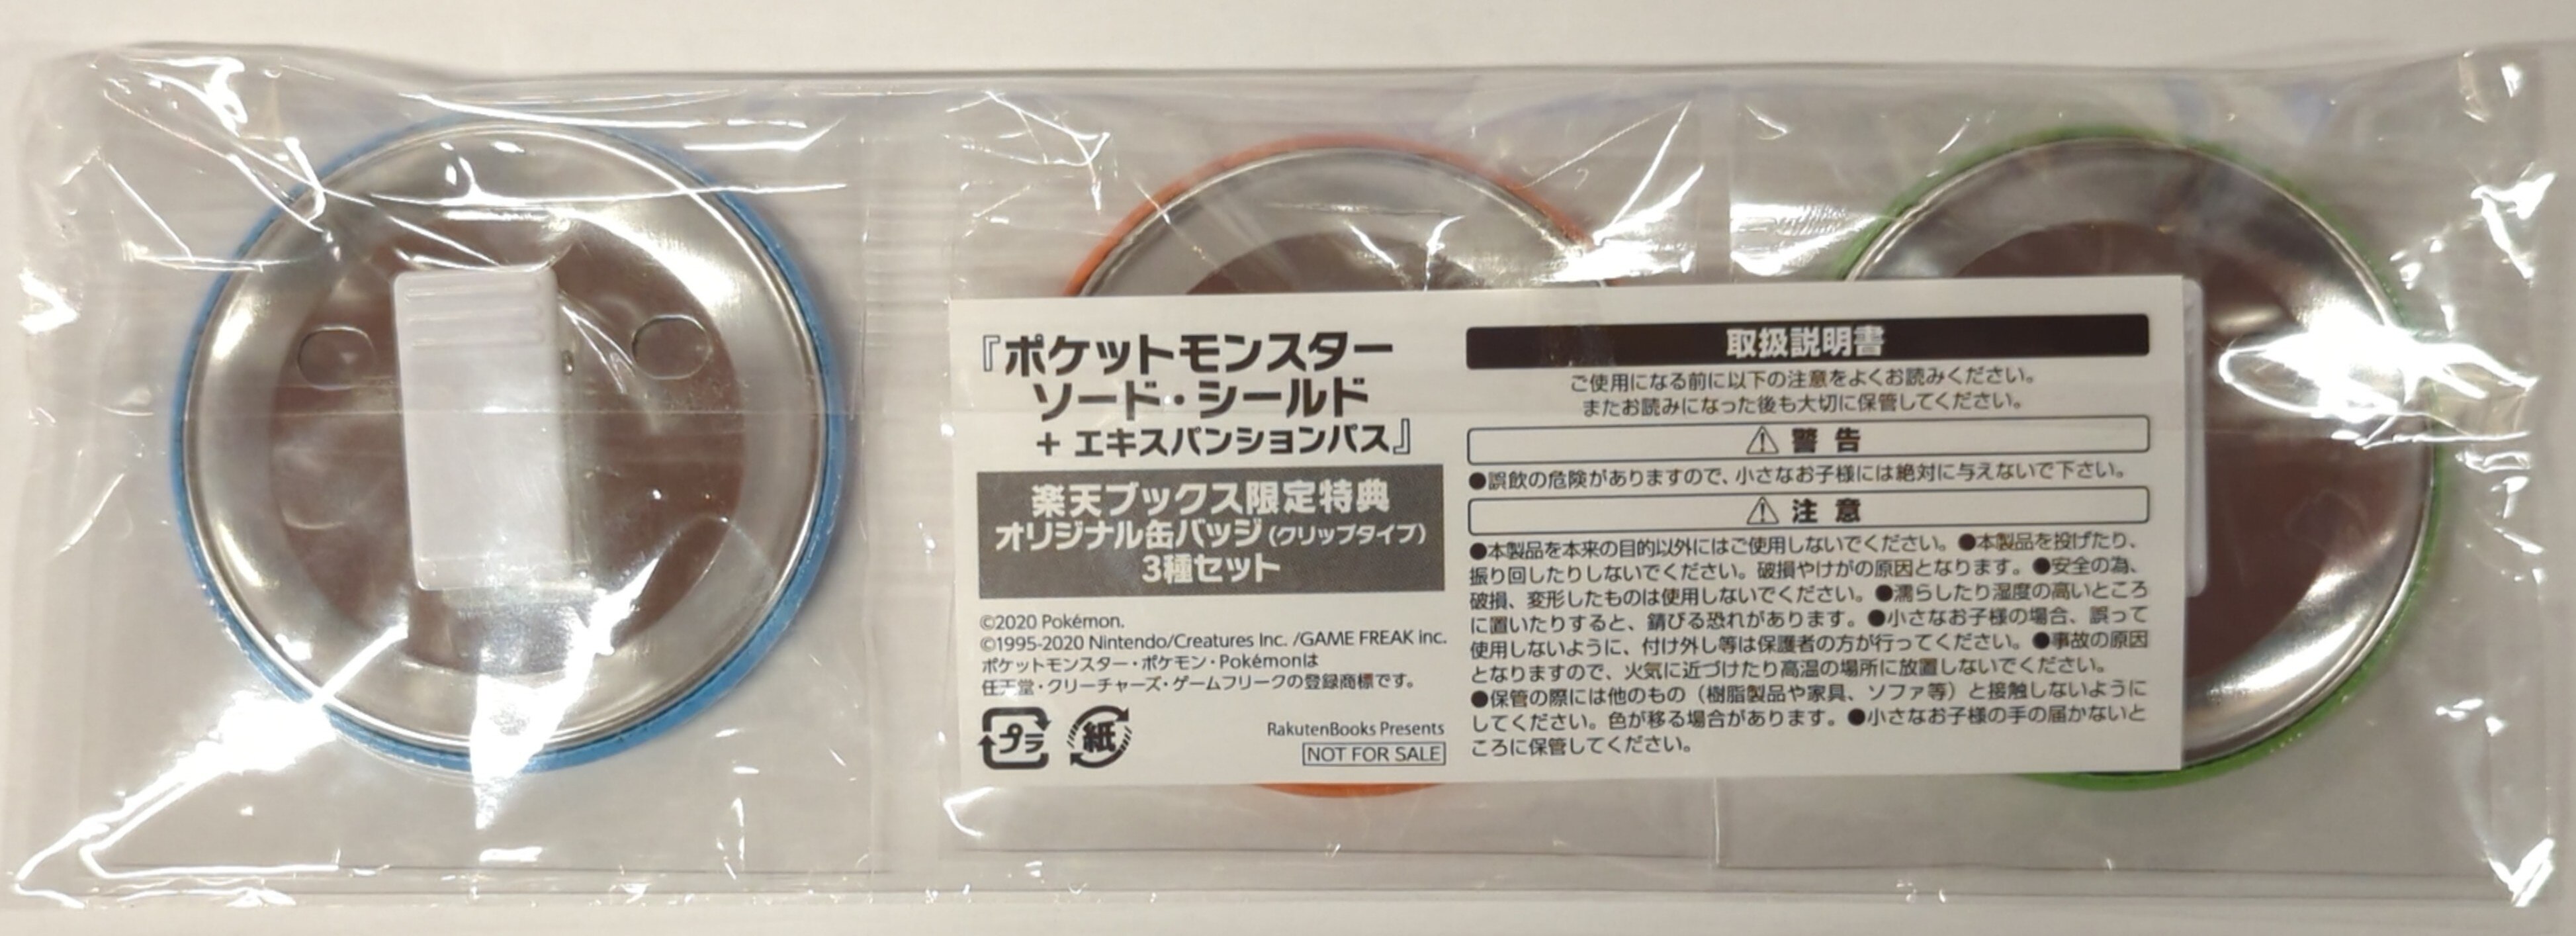 『ポケットモンスター
ソード・シールド
+ エキスパンションパス』
楽天ブックス限定特典
オリジナル缶バッジ(クリップタイプ)
3種セット
©2020 Pokémon.
©1995-2020 Nintendo/Creatures Inc. /GAME FREAK inc.
ポケットモンスター・ポケモン・Pokémonは
任天堂・クリーチャーズ・ゲームフリークの登録商標です。
プラ
紙
RakutenBooks Presents
NOT FOR SALE
取扱説明書
ご使用になる前に以下の注意をよくお読みください。
またお読みになった後も大切に保管してください。
⚠ 警 告
●誤飲の危険がありますので、小さなお子様には絶対に与えないで下さい。
⚠ 注 意
●本製品を本来の目的以外にはご使用しないでください。●本製品を投げたり、
振り回したりしないでください。破損やけがの原因となります。●安全の為、
破損、変形したものは使用しないでください。●濡らしたり湿度の高いところ
に置いたりすると、錆びる恐れがあります。●小さなお子様の場合、誤って
使用しないように、付け外し等は保護者の方が行ってください。●事故の原因
となりますので、火気に近づけたり高温の場所に放置しないでください。
●保管の際には他のもの（樹脂製品や家具、ソファ等）と接触しないように
してください。色が移る場合があります。●小さなお子様の手の届かないと
ころに保管してください。